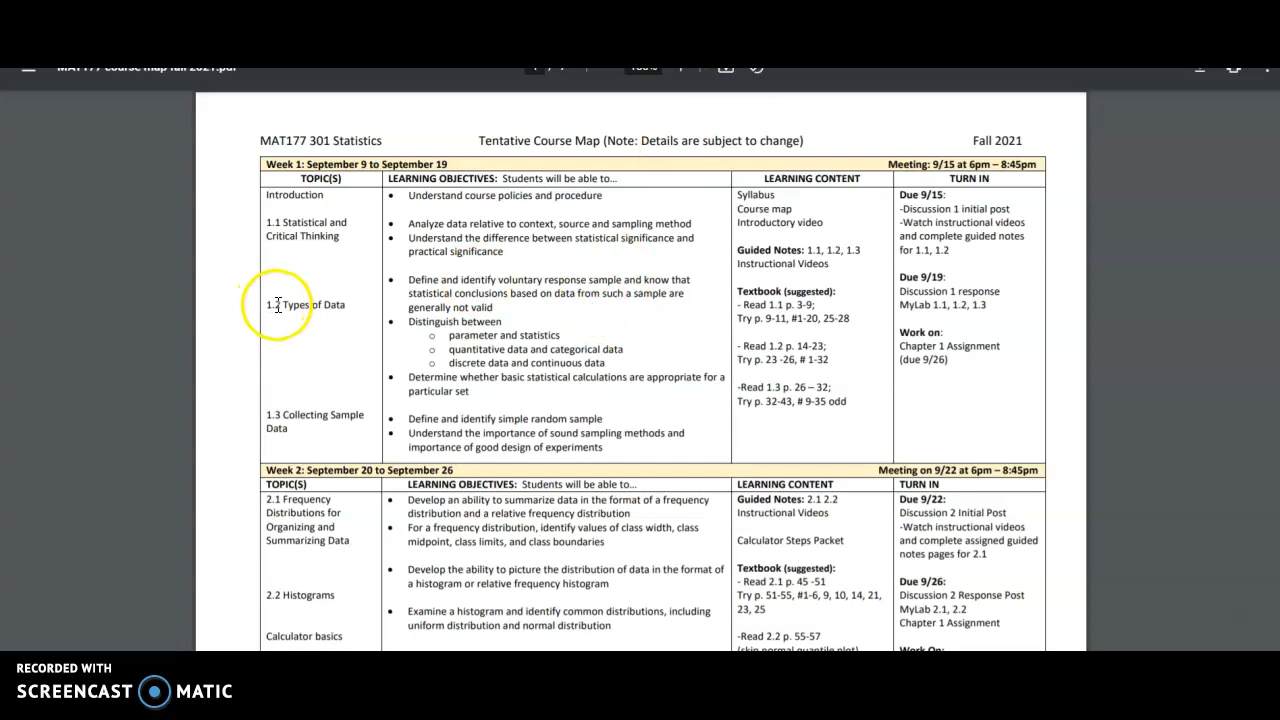 MAT177 course map fall 2021.pdf
MAT177 301 Statistics Tentative Course Map (Note: Details are subject to change) Fall 2021
Week 1: September 9 to September 19 Meeting: 9/15 at 6pm – 8:45pm
TOPIC(S) LEARNING OBJECTIVES: Students will be able to… LEARNING CONTENT TURN IN
Introduction
1.1 Statistical and
Critical Thinking
1.2 Types of Data
1.3 Collecting Sample
Data
• Understand course policies and procedure
• Analyze data relative to context, source and sampling method
• Understand the difference between statistical significance and
practical significance
• Define and identify voluntary response sample and know that
statistical conclusions based on data from such a sample are
generally not valid
• Distinguish between
o parameter and statistics
o quantitative data and categorical data
o discrete data and continuous data
• Determine whether basic statistical calculations are appropriate for a
particular set
• Define and identify simple random sample
• Understand the importance of sound sampling methods and
importance of good design of experiments
Syllabus
Course map
Introductory video
Guided Notes: 1.1, 1.2, 1.3
Instructional Videos
Textbook (suggested):
- Read 1.1 p. 3-9;
Try p. 9-11, #1-20, 25-28
- Read 1.2 p. 14-23;
Try p. 23 -26, # 1-32
-Read 1.3 p. 26 – 32;
Try p. 32-43, # 9-35 odd
Due 9/15:
-Discussion 1 initial post
-Watch instructional videos
and complete guided notes
for 1.1, 1.2
Due 9/19:
Discussion 1 response
MyLab 1.1, 1.2, 1.3
Work on:
Chapter 1 Assignment
(due 9/26)
Week 2: September 20 to September 26 Meeting on 9/22 at 6pm – 8:45pm
TOPIC(S) LEARNING OBJECTIVES: Students will be able to… LEARNING CONTENT TURN IN
2.1 Frequency
Distributions for
Organizing and
Summarizing Data
2.2 Histograms
Calculator basics
• Develop an ability to summarize data in the format of a frequency
distribution and a relative frequency distribution
• For a frequency distribution, identify values of class width, class
midpoint, class limits, and class boundaries
• Develop the ability to picture the distribution of data in the format of
a histogram or relative frequency histogram
• Examine a histogram and identify common distributions, including
uniform distribution and normal distribution
Guided Notes: 2.1 2.2
Instructional Videos
Calculator Steps Packet
Textbook (suggested):
- Read 2.1 p. 45 -51
Try p. 51-55, #1-6, 9, 10, 14, 21,
23, 25
-Read 2.2 p. 55-57
(skip normal quantile plot)
Due 9/22:
Discussion 2 Initial Post
-Watch instructional videos
and complete assigned guided
notes pages for 2.1
Due 9/26:
Discussion 2 Response Post
MyLab 2.1, 2.2
Chapter 1 Assignment
Work On:
RECORDED WITH
SCREENCAST MATIC